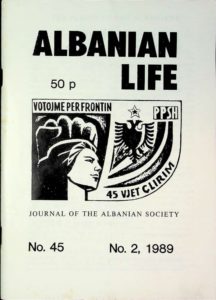 ALBANIAN
50 p
LIFE
VOTOJME PER FRONTIN
PPSH
45 VJET ÇLIRIM
JOURNAL OF THE ALBANIAN SOCIETY
No. 45
No. 2, 1989